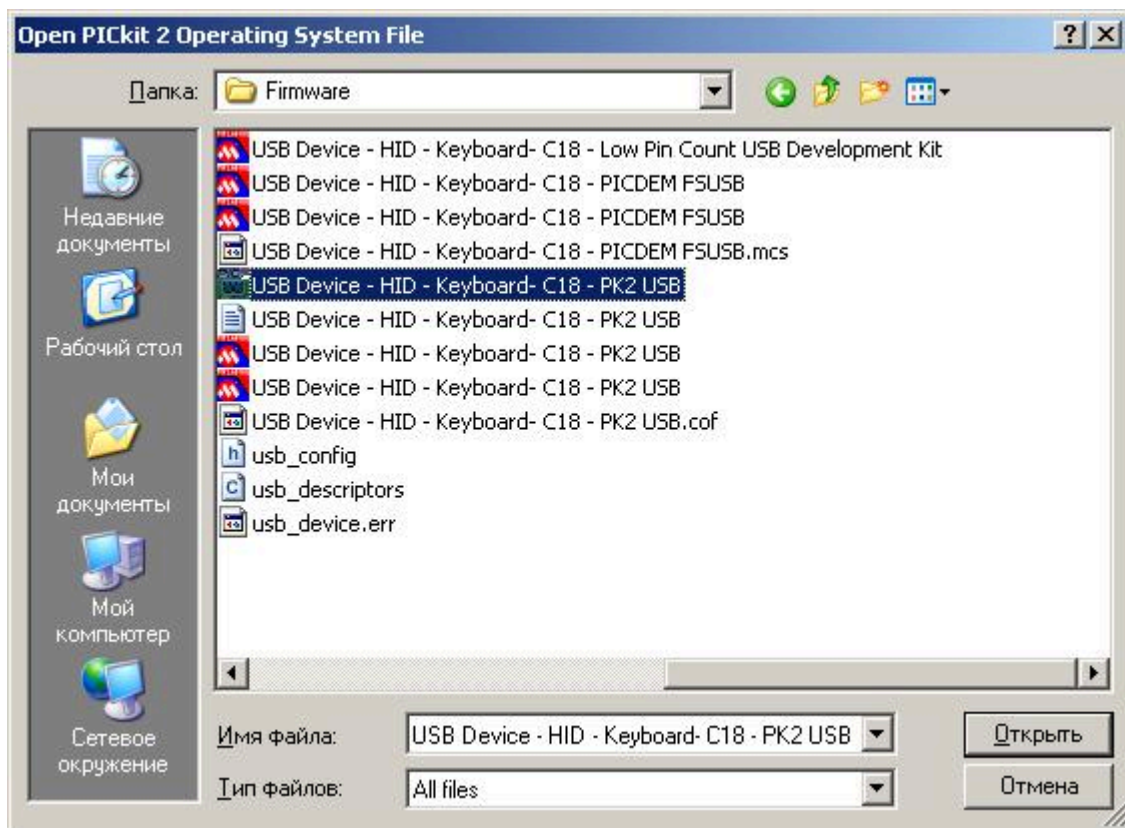 Open PICkit 2 Operating System File
Папка:
Firmware
Недавние
документы
Рабочий стол
Мои
документы
Мой
компьютер
Сетевое
окружение
USB Device - HID - Keyboard- C18 - Low Pin Count USB Development Kit
USB Device - HID - Keyboard- C18 - PICDEM FSUSB
USB Device - HID - Keyboard- C18 - PICDEM FSUSB
USB Device - HID - Keyboard- C18 - PICDEM FSUSB.mcs
USB Device - HID - Keyboard- C18 - PK2 USB
USB Device - HID - Keyboard- C18 - PK2 USB
USB Device - HID - Keyboard- C18 - PK2 USB
USB Device - HID - Keyboard- C18 - PK2 USB
USB Device - HID - Keyboard- C18 - PK2 USB.cof
usb_config
usb_descriptors
usb_device.err
Имя файла:
USB Device - HID - Keyboard- C18 - PK2 USB
Открыть
Тип файлов:
All files
Отмена